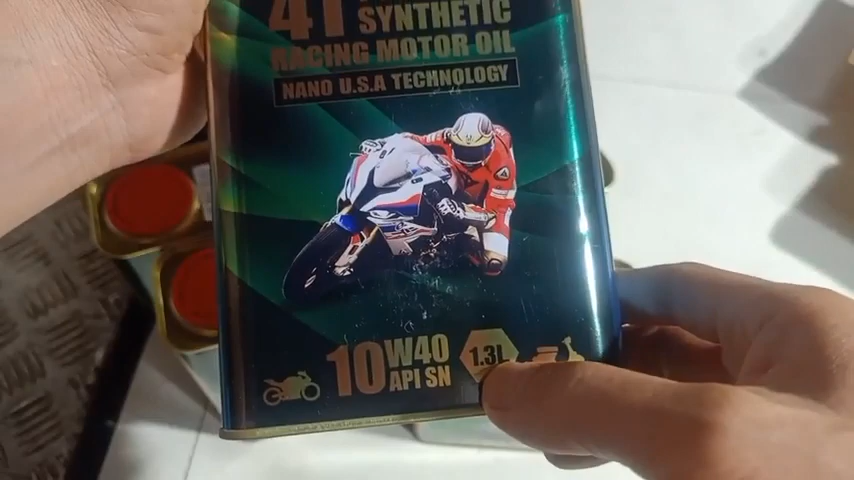 4T
SYNTHETIC
RACING MOTOR OIL
NANO U.S.A TECHNOLOGY
10W40
API SN
1.3L